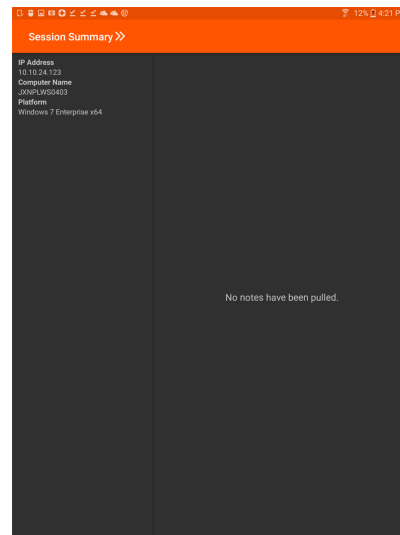 12% 4:21 P
Session Summary
IP Address
10.10.24.123
Computer Name
JXNPLWS0403
Platform
Windows 7 Enterprise x64
No notes have been pulled.